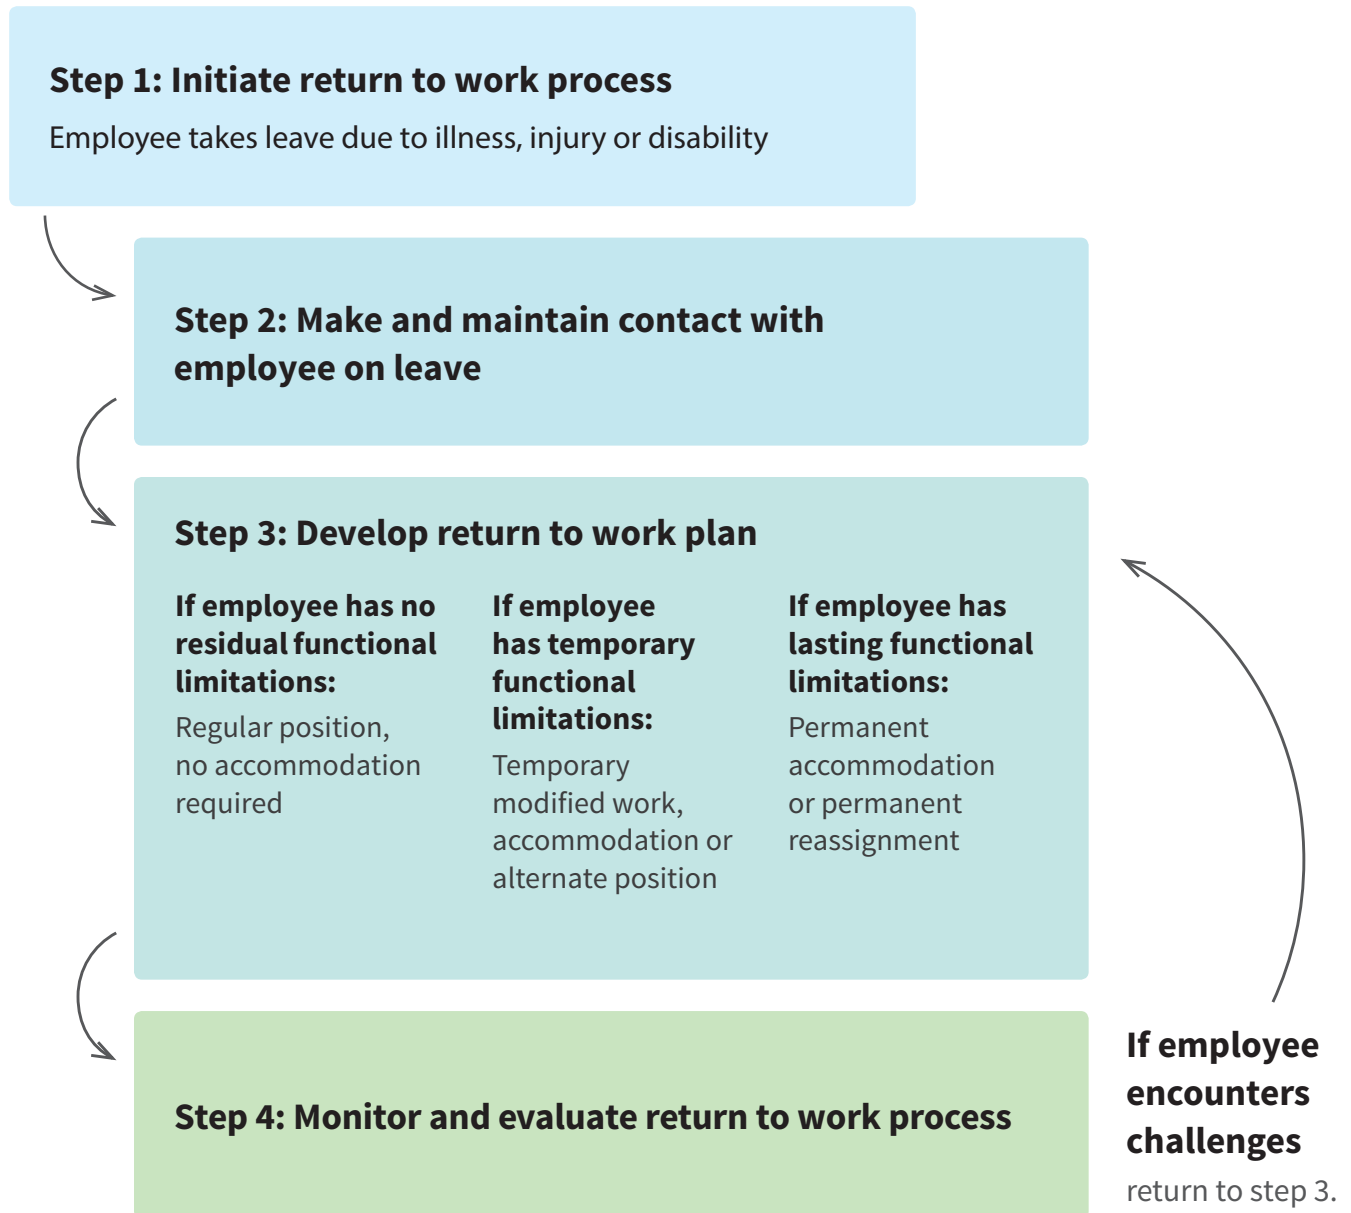 Step 1: Initiate return to work process
Employee takes leave due to illness, injury or disability
Step 2: Make and maintain contact with
employee on leave
Step 3: Develop return to work plan
If employee has no
residual functional
limitations:
Regular position,
no accommodation
required
If employee
has temporary
functional
limitations:
Temporary
modified work,
accommodation or
alternate position
If employee has
lasting functional
limitations:
Permanent
accommodation
or permanent
reassignment
Step 4: Monitor and evaluate return to work process
If employee
encounters
challenges
return to step 3.